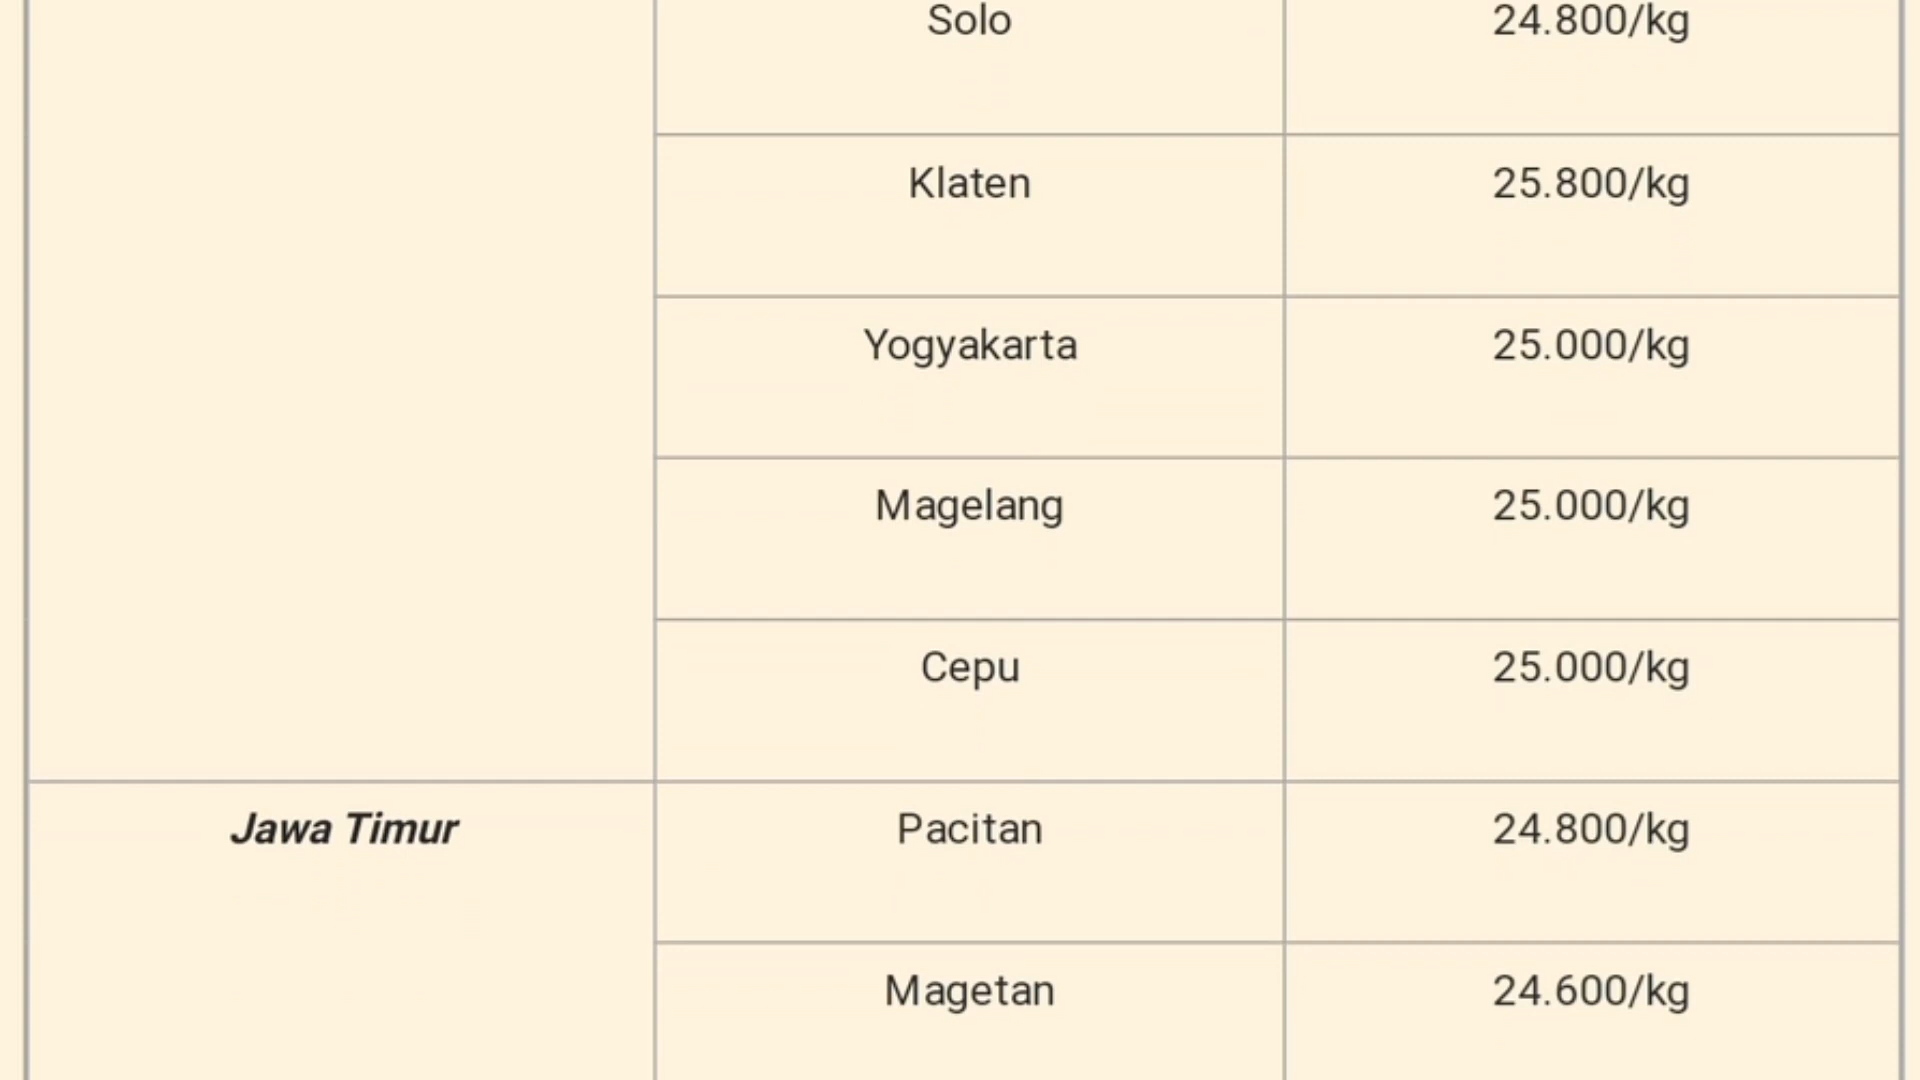 Solo 24.800/kg
Klaten 25.800/kg
Yogyakarta 25.000/kg
Magelang 25.000/kg
Cepu 25.000/kg
Jawa Timur Pacitan 24.800/kg
Magetan 24.600/kg